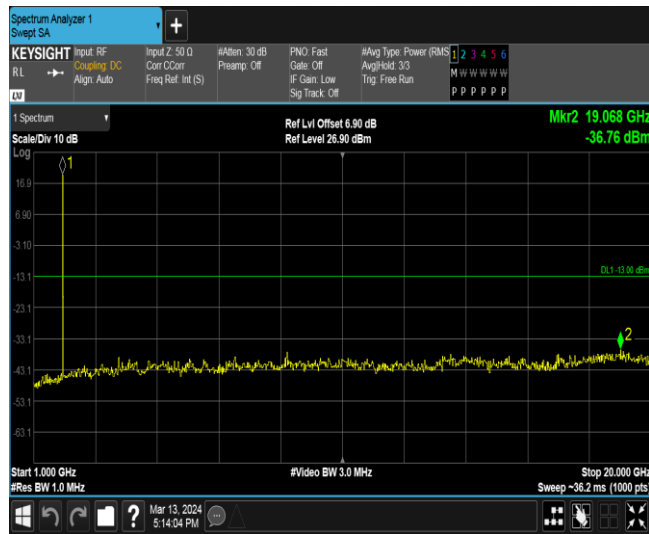 Spectrum Analyzer 1
Swept SA
+
KEYSIGHT
RL
LXI
Input: RF
Coupling: DC
Align: Auto
Input Z: 50 Ω
Corr CCorr
Freq Ref: Int (S)
#Atten: 30 dB
Preamp: Off
PNO: Fast
Gate: Off
IF Gain: Low
Sig Track: Off
#Avg Type: Power (RMS
Avg|Hold: 3/3
Trig: Free Run
1 2 3 4 5 6
M W W W W W
P P P P P P
1 Spectrum
Scale/Div 10 dB
Log
Ref Lvl Offset 6.90 dB
Ref Level 26.90 dBm
Mkr2 19.068 GHz
-36.76 dBm
1
16.9
6.90
-3.10
-13.1
DL1 -13.00 dBm
-23.1
-33.1
2
-43.1
-53.1
-63.1
Start 1.000 GHz
#Res BW 1.0 MHz
#Video BW 3.0 MHz
Stop 20.000 GHz
Sweep ~36.2 ms (1000 pts)
?
Mar 13, 2024
5:14:04 PM